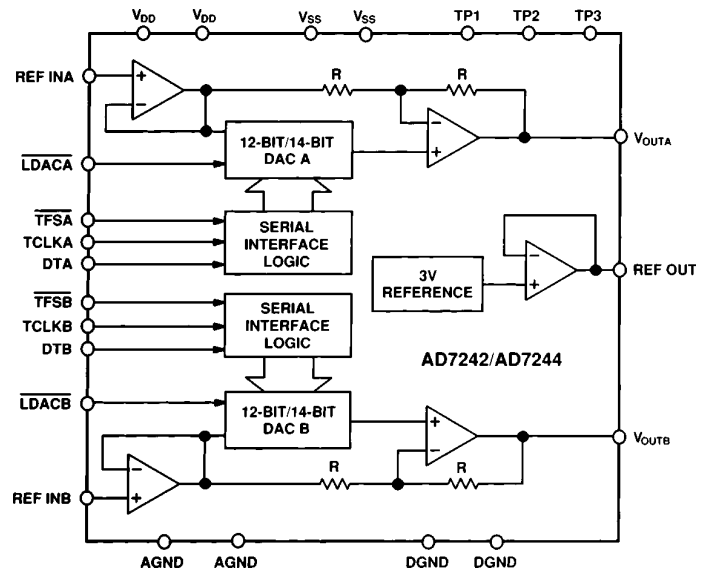 VDD VDD VSS VSS TP1 TP2 TP3
REF INA
+
−
R
R
−
+
12-BIT/14-BIT
DAC A
VOUTA
LDACA
TFSA
TCLKA
DTA
SERIAL
INTERFACE
LOGIC
−
+
3V
REFERENCE
REF OUT
TFSB
TCLKB
DTB
SERIAL
INTERFACE
LOGIC
AD7242/AD7244
LDACB
12-BIT/14-BIT
DAC B
+
−
VOUTB
−
+
R
R
REF INB
AGND AGND DGND DGND